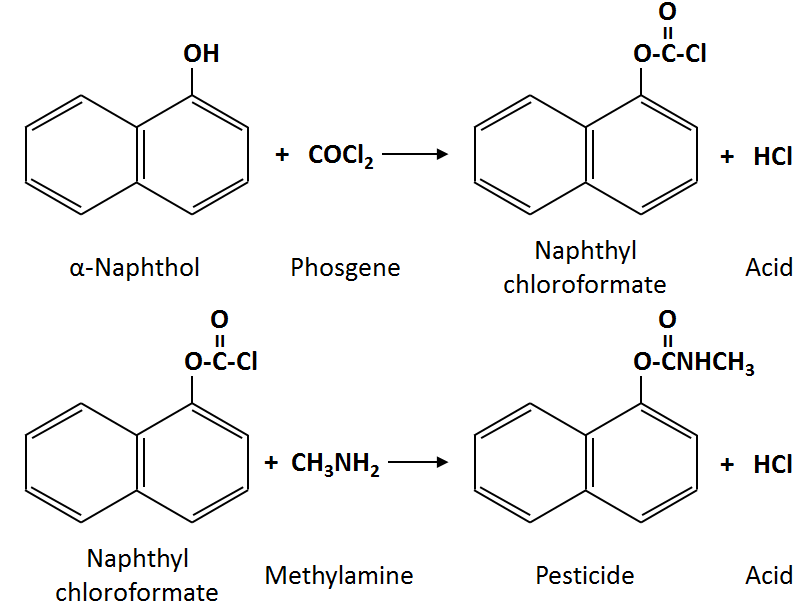 OH
+ COCl₂
O
=
O-C-Cl
+ HCl
α-Naphthol
Phosgene
Naphthyl
chloroformate
Acid
O
=
O-C-Cl
+ CH₃NH₂
O
=
O-CNHCH₃
+ HCl
Naphthyl
chloroformate
Methylamine
Pesticide
Acid